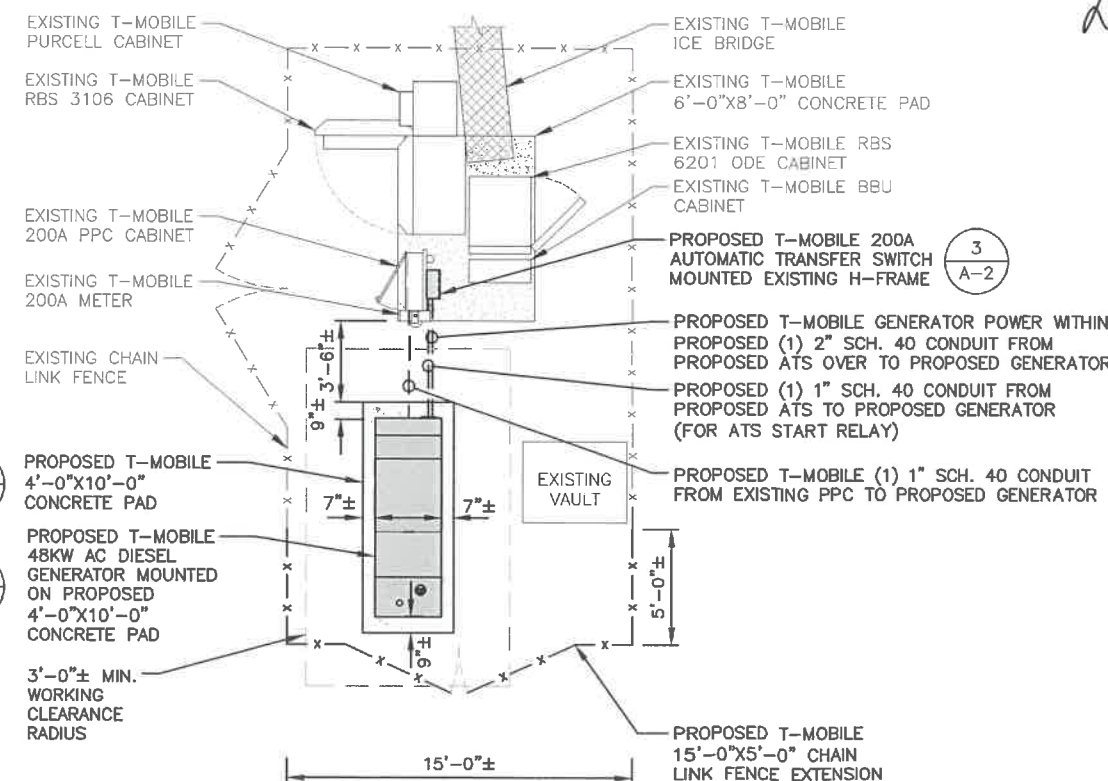 EXISTING T-MOBILE
PURCELL CABINET
EXISTING T-MOBILE
RBS 3106 CABINET
EXISTING T-MOBILE
200A PPC CABINET
EXISTING T-MOBILE
200A METER
EXISTING CHAIN
LINK FENCE
PROPOSED T-MOBILE
4'-0"X10'-0"
CONCRETE PAD
PROPOSED T-MOBILE
48KW AC DIESEL
GENERATOR MOUNTED
ON PROPOSED
4'-0"X10'-0"
CONCRETE PAD
3'-0"± MIN.
WORKING
CLEARANCE
RADIUS
EXISTING T-MOBILE
ICE BRIDGE
EXISTING T-MOBILE
6'-0"X8'-0" CONCRETE PAD
EXISTING T-MOBILE RBS
6201 ODE CABINET
EXISTING T-MOBILE BBU
CABINET
PROPOSED T-MOBILE 200A
AUTOMATIC TRANSFER SWITCH
MOUNTED EXISTING H-FRAME
3
A-2
PROPOSED T-MOBILE GENERATOR POWER WITHIN
PROPOSED (1) 2" SCH. 40 CONDUIT FROM
PROPOSED ATS OVER TO PROPOSED GENERATOR
PROPOSED (1) 1" SCH. 40 CONDUIT FROM
PROPOSED ATS TO PROPOSED GENERATOR
(FOR ATS START RELAY)
PROPOSED T-MOBILE (1) 1" SCH. 40 CONDUIT
FROM EXISTING PPC TO PROPOSED GENERATOR
EXISTING
VAULT
3'-6"±
9"±
7"±
7"±
9"±
5'-0"±
15'-0"±
PROPOSED T-MOBILE
15'-0"X5'-0" CHAIN
LINK FENCE EXTENSION